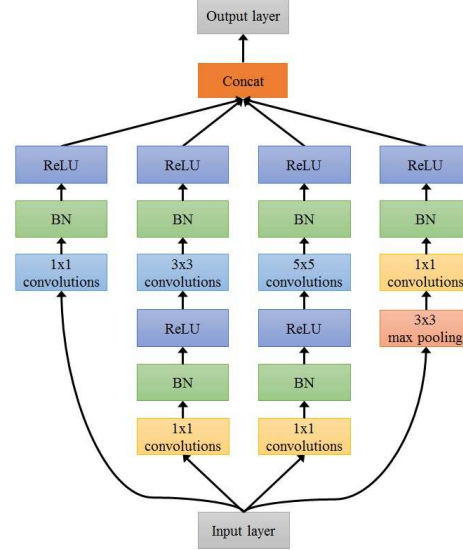 Output layer
Concat
ReLU
ReLU
ReLU
ReLU
BN
BN
BN
BN
1x1
convolutions
3x3
convolutions
5x5
convolutions
1x1
convolutions
ReLU
ReLU
3x3
max pooling
BN
BN
1x1
convolutions
1x1
convolutions
Input layer